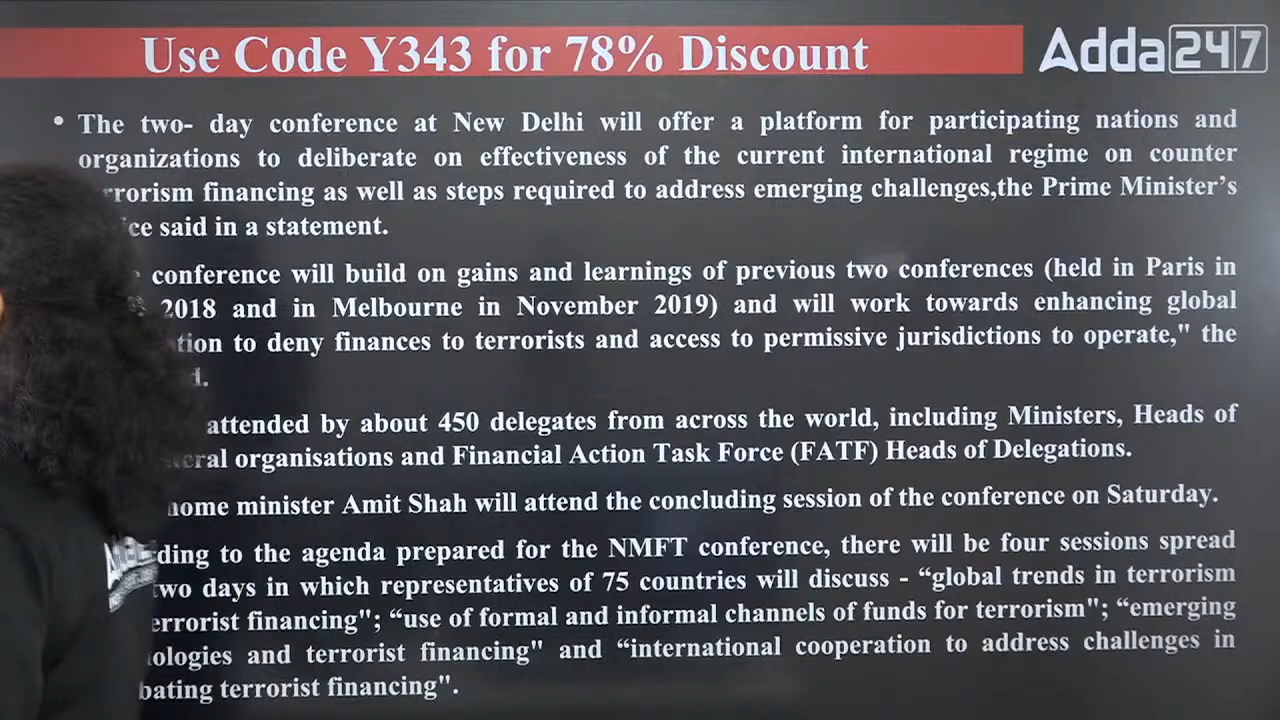 Use Code Y343 for 78% Discount
Adda247
• The two- day conference at New Delhi will offer a platform for participating nations and
organizations to deliberate on effectiveness of the current international regime on counter
rrorism financing as well as steps required to address emerging challenges,the Prime Minister’s
ce said in a statement.
conference will build on gains and learnings of previous two conferences (held in Paris in
2018 and in Melbourne in November 2019) and will work towards enhancing global
tion to deny finances to terrorists and access to permissive jurisdictions to operate," the
d.
attended by about 450 delegates from across the world, including Ministers, Heads of
eral organisations and Financial Action Task Force (FATF) Heads of Delegations.
home minister Amit Shah will attend the concluding session of the conference on Saturday.
ding to the agenda prepared for the NMFT conference, there will be four sessions spread
two days in which representatives of 75 countries will discuss - “global trends in terrorism
errorist financing"; “use of formal and informal channels of funds for terrorism"; “emerging
ologies and terrorist financing" and “international cooperation to address challenges in
bating terrorist financing".